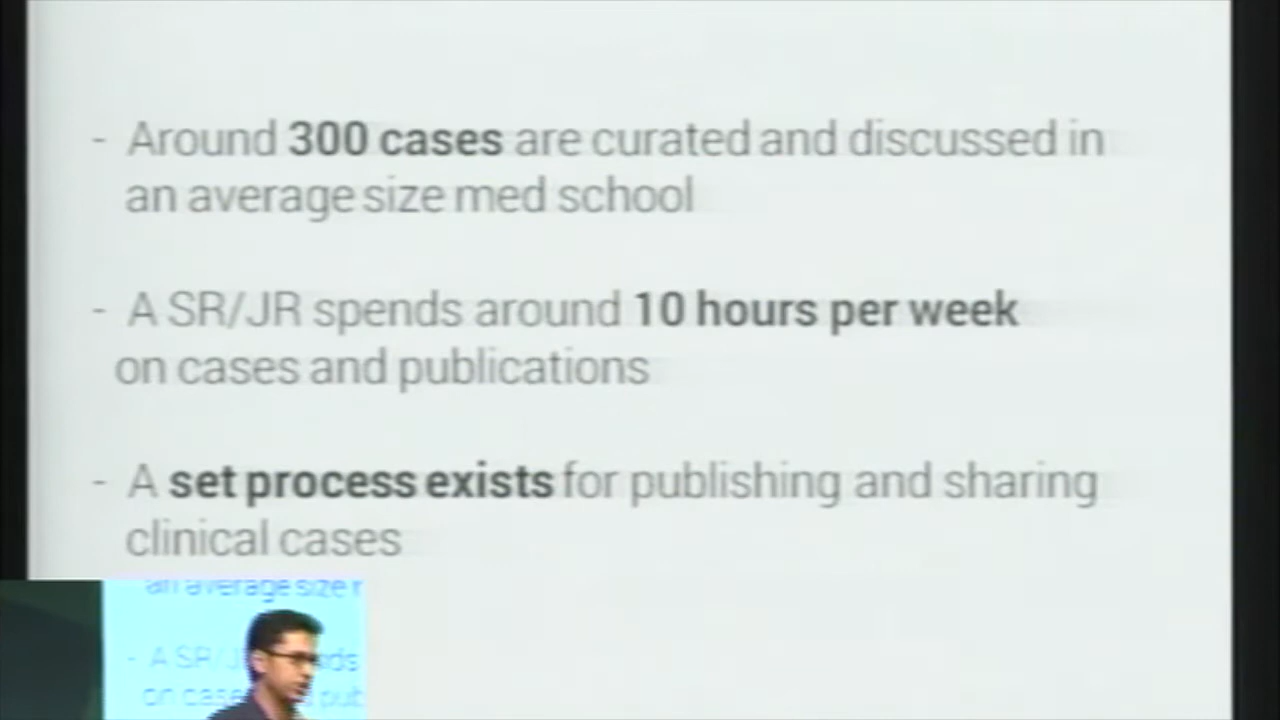 - Around 300 cases are curated and discussed in
an average size med school
- A SR/JR spends around 10 hours per week
on cases and publications
- A set process exists for publishing and sharing
clinical cases
an average size
- A SR/J ds
on case pub